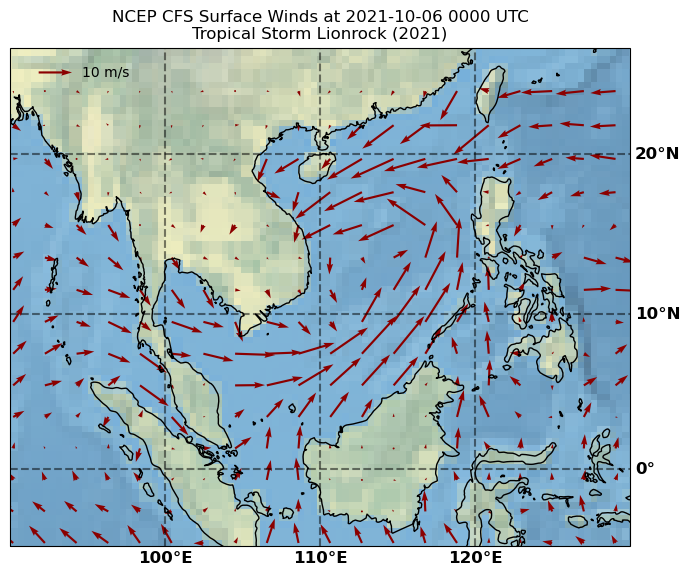 NCEP CFS Surface Winds at 2021-10-06 0000 UTC
Tropical Storm Lionrock (2021)
10 m/s
20°N
10°N
0°
100°E 110°E 120°E